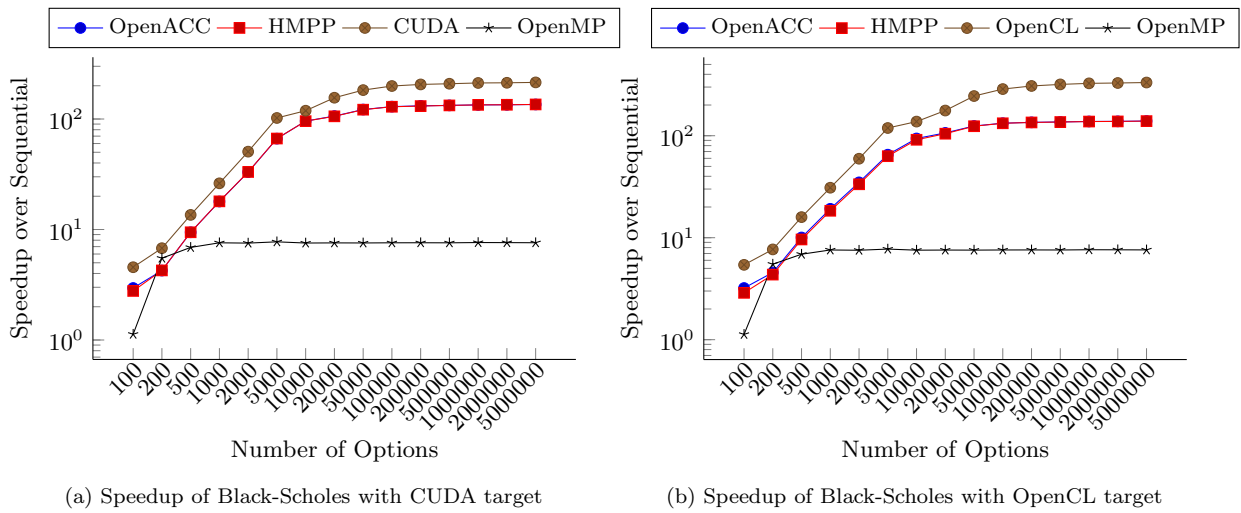 OpenACC HMPP CUDA OpenMP
Speedup over Sequential
10^2
10^1
10^0
100 200 500 1000 2000 5000 10000 20000 50000 100000 200000 500000 1000000 2000000 5000000
Number of Options
(a) Speedup of Black-Scholes with CUDA target
OpenACC HMPP OpenCL OpenMP
Speedup over Sequential
10^2
10^1
10^0
100 200 500 1000 2000 5000 10000 20000 50000 100000 200000 500000 1000000 2000000 5000000
Number of Options
(b) Speedup of Black-Scholes with OpenCL target